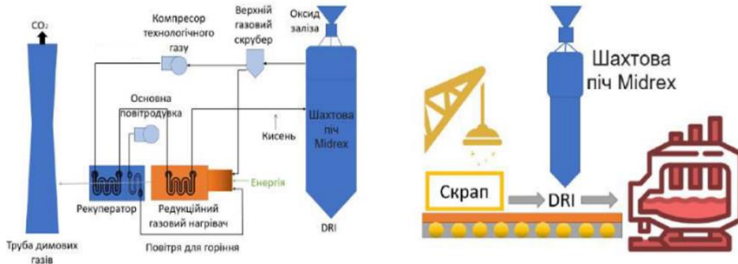 CO₂
Компресор
технологічного
газу
Верхній
газовий
скрубер
Оксид
заліза
Основна
повітродувка
Кисень
Шахтова
піч
Midrex
Енергія
Рекуператор
Редукційний
газовий нагрівач
DRI
Труба димових
газів
Повітря для горіння
Шахтова
піч Midrex
Скрап
DRI